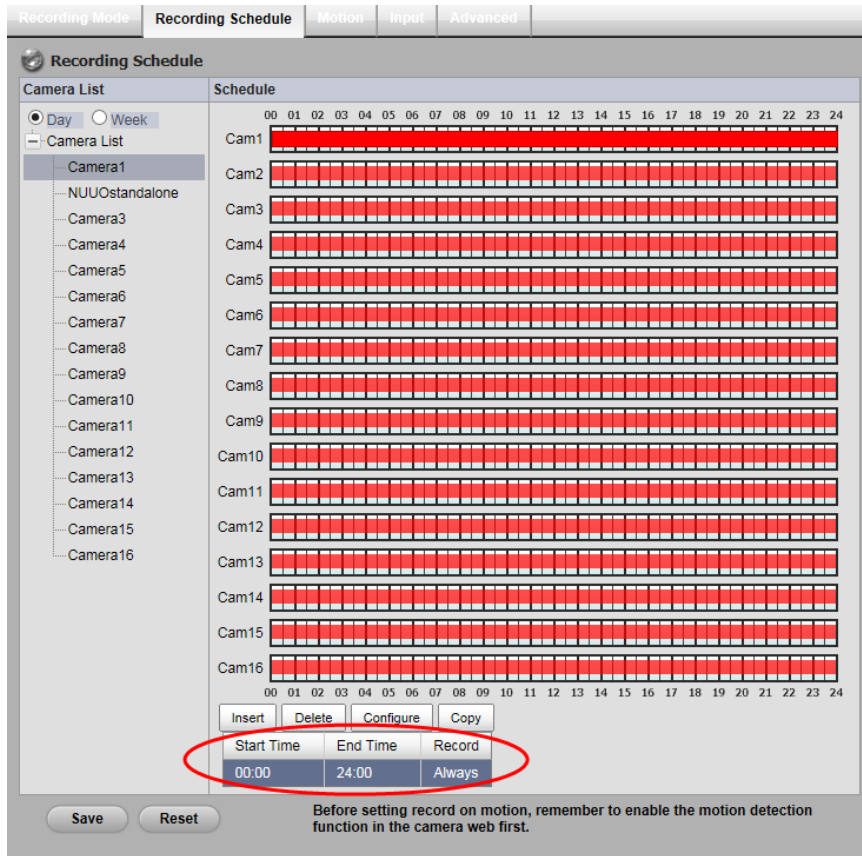 Recording Mode Recording Schedule Motion Input Advanced
Recording Schedule
Camera List Schedule
Day Week
Camera List
Camera1
NUUOstandalone
Camera3
Camera4
Camera5
Camera6
Camera7
Camera8
Camera9
Camera10
Camera11
Camera12
Camera13
Camera14
Camera15
Camera16
00 01 02 03 04 05 06 07 08 09 10 11 12 13 14 15 16 17 18 19 20 21 22 23 24
Cam1
Cam2
Cam3
Cam4
Cam5
Cam6
Cam7
Cam8
Cam9
Cam10
Cam11
Cam12
Cam13
Cam14
Cam15
Cam16
00 01 02 03 04 05 06 07 08 09 10 11 12 13 14 15 16 17 18 19 20 21 22 23 24
Insert Delete Configure Copy
Start Time End Time Record
00:00 24:00 Always
Save Reset
Before setting record on motion, remember to enable the motion detection
function in the camera web first.